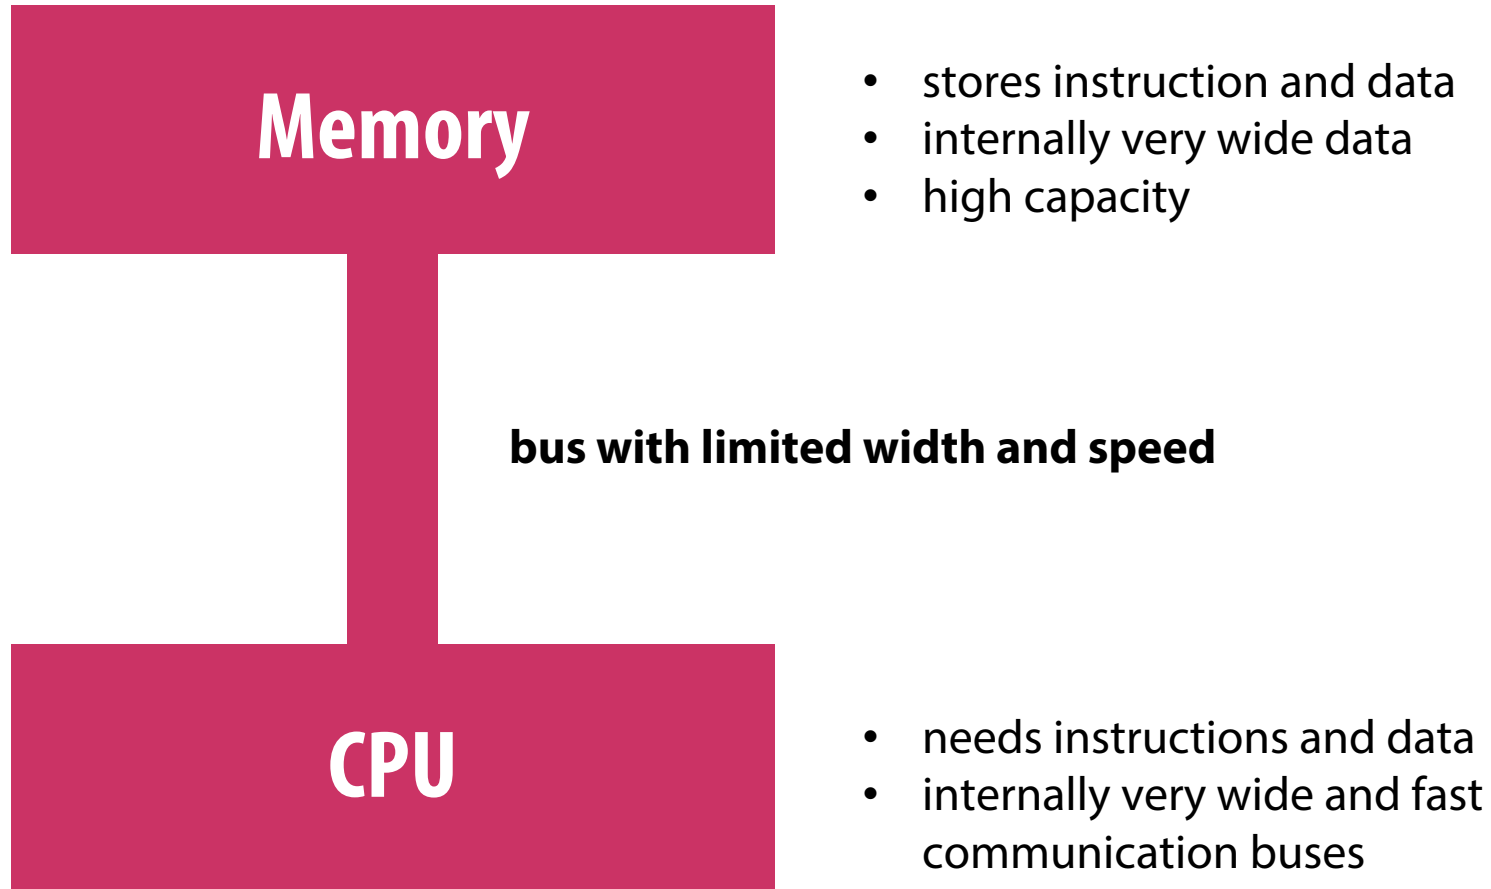 Memory
• stores instruction and data
• internally very wide data
• high capacity
bus with limited width and speed
CPU
• needs instructions and data
• internally very wide and fast
communication buses